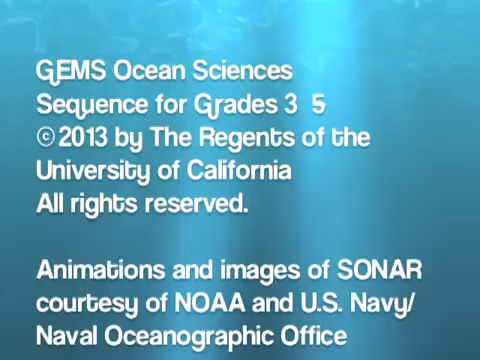 GEMS Ocean Sciences
Sequence for Grades 3 5
©2013 by The Regents of the
University of California
All rights reserved.
Animations and images of SONAR
courtesy of NOAA and U.S. Navy/
Naval Oceanographic Office